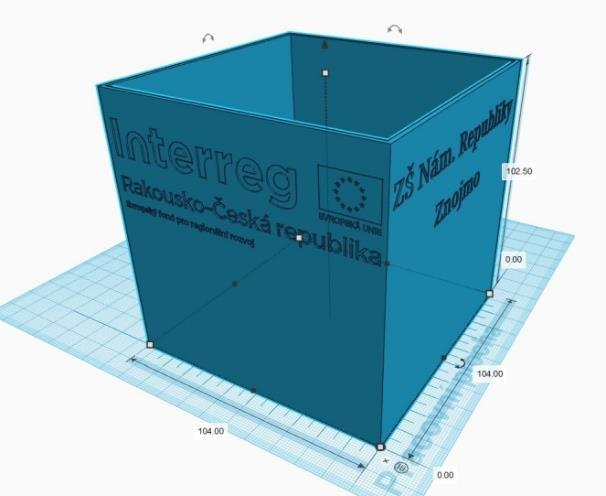 Interreg
Rakousko-Česká republika
Evropský fond pro regionální rozvoj
EVROPSKÁ UNIE
ZŠ Nám. Republiky
Znojmo
102.50
0.00
104.00
104.00
0.00